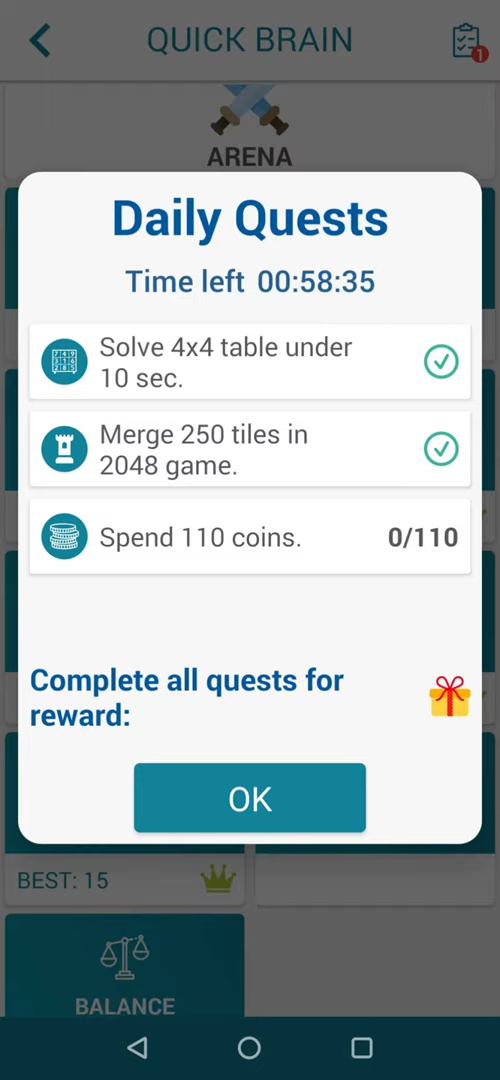 QUICK BRAIN
1
ARENA
Daily Quests
Time left 00:58:35
Solve 4x4 table under
10 sec.
Merge 250 tiles in
2048 game.
Spend 110 coins.
0/110
Complete all quests for
reward:
OK
BEST: 15
BALANCE